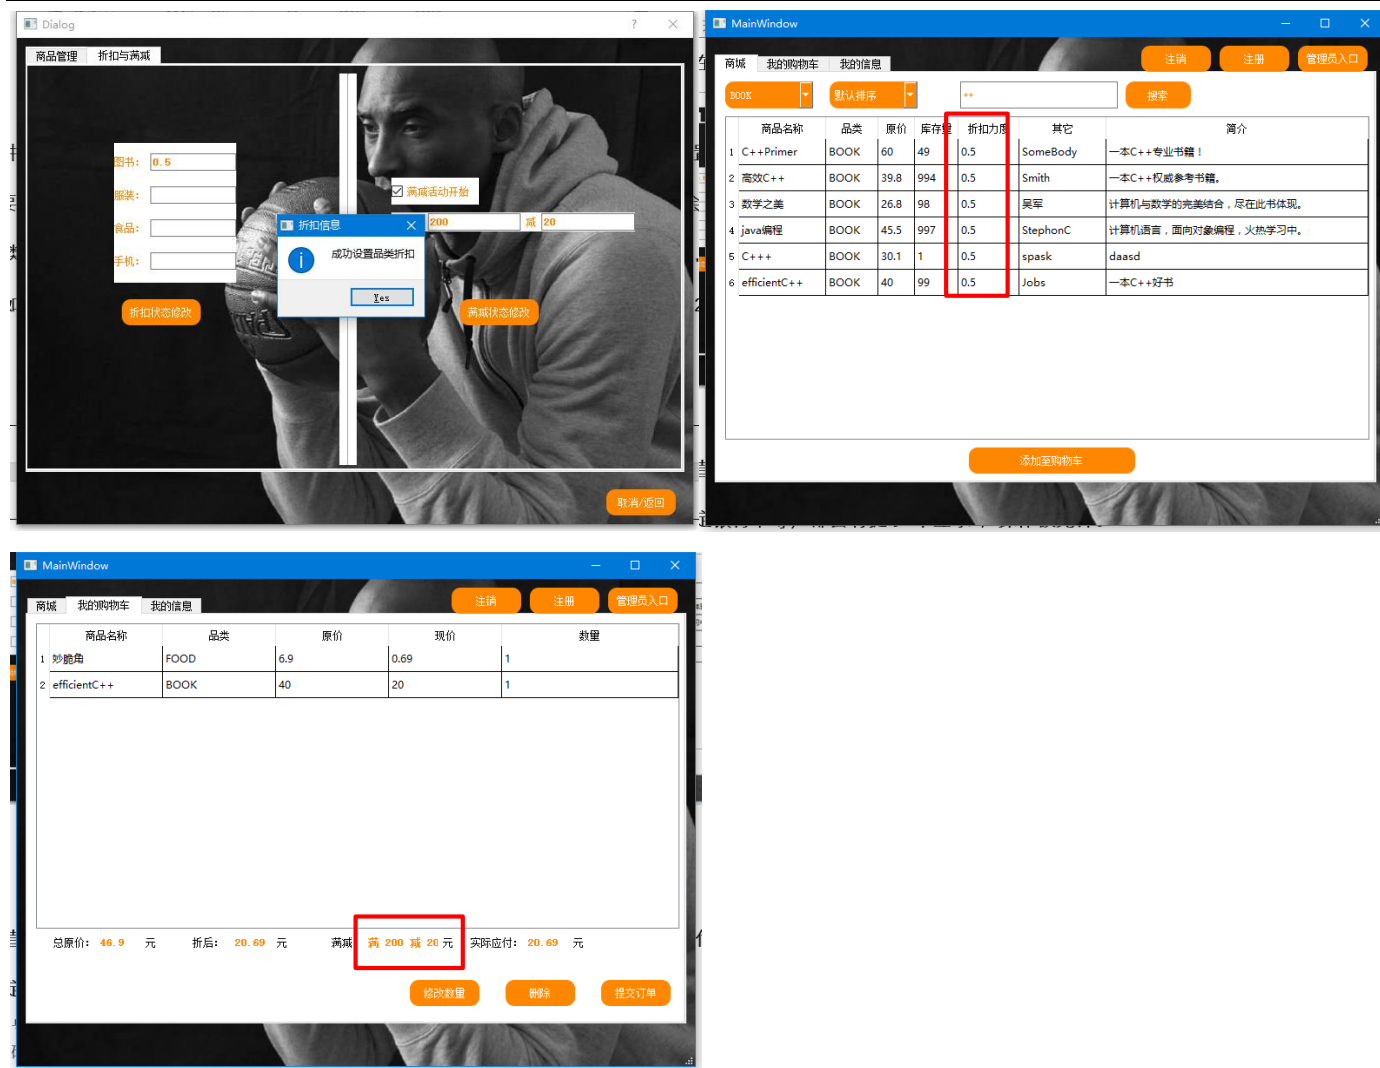 Dialog
商品管理 折扣与满减
图书: 0.5
服装:
食品:
手机:
折扣状态修改
满减活动开始
200 减 20
满减状态修改
折扣信息
成功设置品类折扣
Yes
取消/返回
MainWindow
注销 注册 管理员入口
商城 我的购物车 我的信息
BOOK 默认排序 ++ 搜索
商品名称 品类 原价 库存量 折扣力度 其它 简介
1 C++Primer BOOK 60 49 0.5 SomeBody 一本C++专业书籍！
2 高效C++ BOOK 39.8 994 0.5 Smith 一本C++权威参考书籍。
3 数学之美 BOOK 26.8 98 0.5 吴军 计算机与数学的完美结合，尽在此书体现。
4 java编程 BOOK 45.5 997 0.5 StephonC 计算机语言，面向对象编程，火热学习中。
5 C+++ BOOK 30.1 1 0.5 spask daasd
6 efficientC++ BOOK 40 99 0.5 Jobs 一本C++好书
添加至购物车
MainWindow
注销 注册 管理员入口
商城 我的购物车 我的信息
商品名称 品类 原价 现价 数量
1 妙脆角 FOOD 6.9 0.69 1
2 efficientC++ BOOK 40 20 1
总原价: 46.9 元 折后: 20.69 元 满减 满 200 减 20 元 实际应付: 20.69 元
修改数量 删除 提交订单